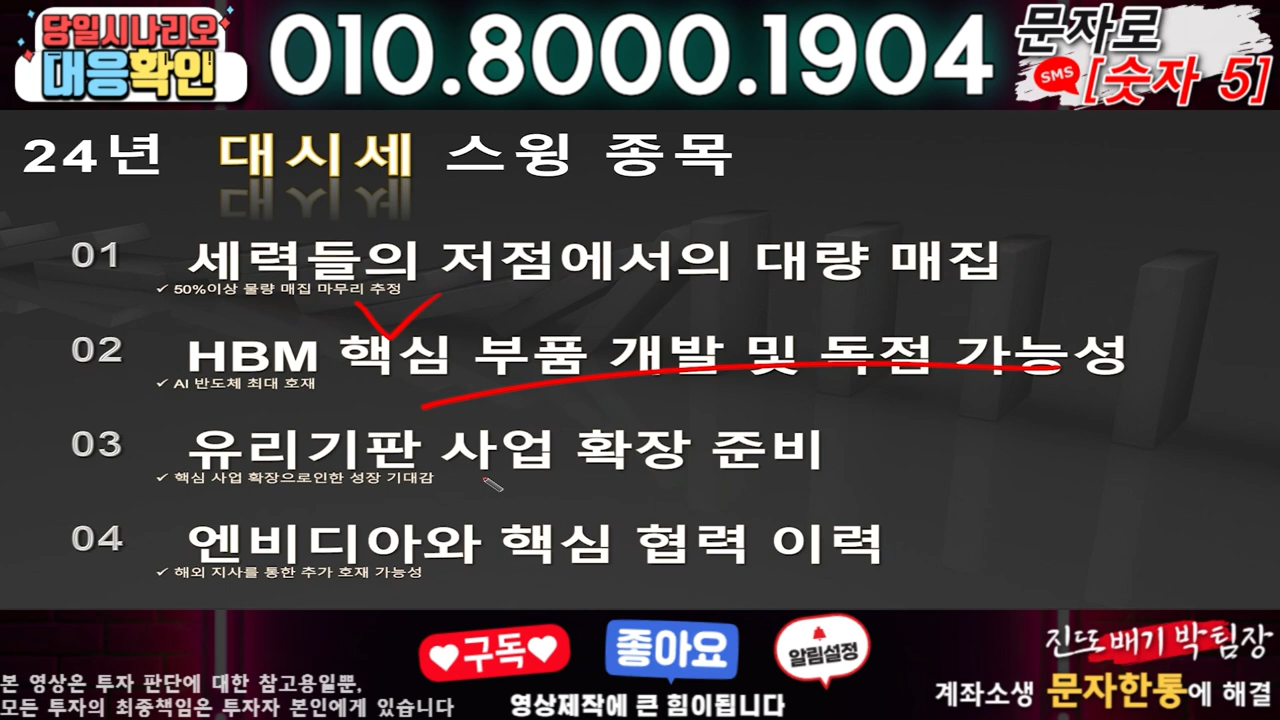 당일시나리오
대응확인
010.8000.1904
문자로
SMS
[숫자 5]
24년 대시세 스윙 종목
01 세력들의 저점에서의 대량 매집
✓ 50%이상 물량 매집 마무리 추정
02 HBM 핵심 부품 개발 및 독점 가능성
✓ AI 반도체 최대 호재
03 유리기판 사업 확장 준비
✓ 핵심 사업 확장으로인한 성장 기대감
04 엔비디아와 핵심 협력 이력
✓ 해외 지사를 통한 추가 호재 가능성
구독
좋아요
알림설정
영상제작에 큰 힘이됩니다
본 영상은 투자 판단에 대한 참고용일뿐,
모든 투자의 최종책임은 투자자 본인에게 있습니다
진또배기 박팀장
계좌소생 문자한통에 해결